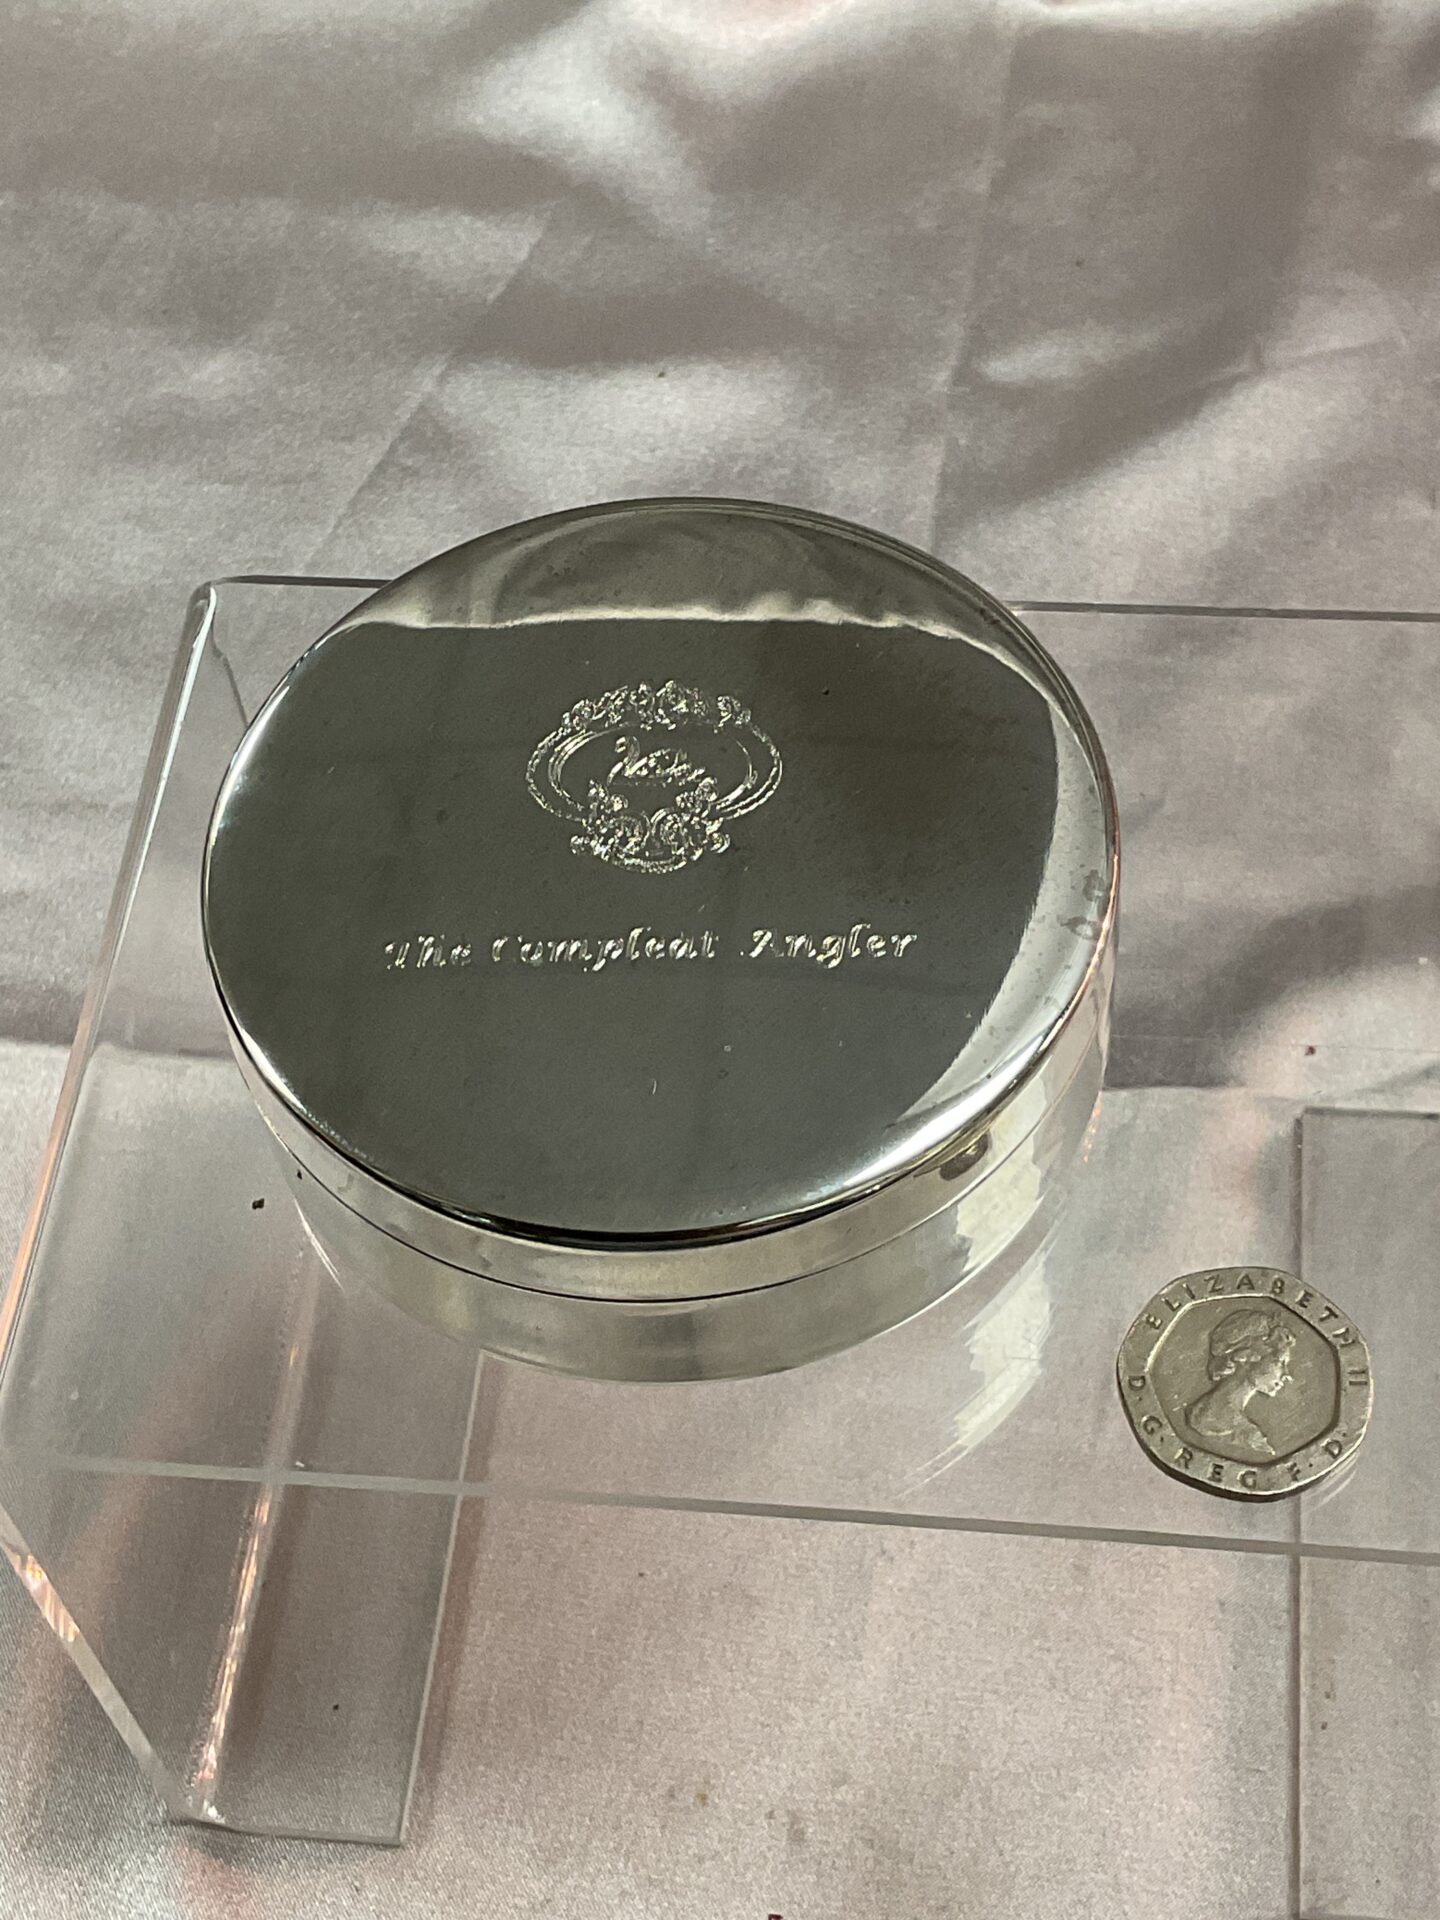 The Compleat Angler
ELIZABETH II
D. G. REG. F. D.